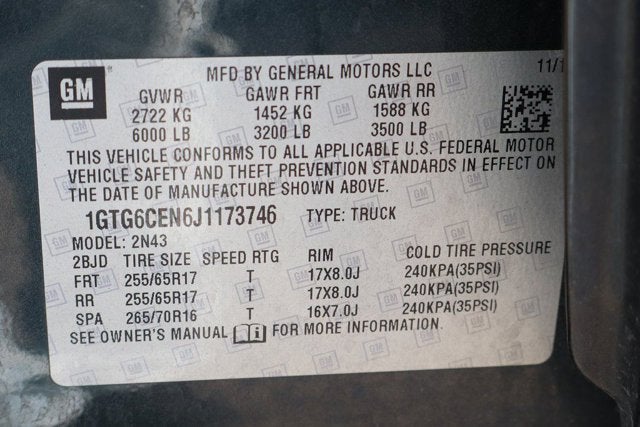 GM
MFD BY GENERAL MOTORS LLC 11/1
GVWR GAWR FRT GAWR RR
2722 KG 1452 KG 1588 KG
6000 LB 3200 LB 3500 LB
THIS VEHICLE CONFORMS TO ALL APPLICABLE U.S. FEDERAL MOTOR
VEHICLE SAFETY AND THEFT PREVENTION STANDARDS IN EFFECT ON
THE DATE OF MANUFACTURE SHOWN ABOVE.
1GTG6CEN6J1173746 TYPE: TRUCK
MODEL: 2N43
2BJD TIRE SIZE SPEED RTG RIM COLD TIRE PRESSURE
FRT 255/65R17 T 17X8.0J 240KPA(35PSI)
RR 255/65R17 T 17X8.0J 240KPA(35PSI)
SPA 265/70R16 T 16X7.0J 240KPA(35PSI)
SEE OWNER'S MANUAL i FOR MORE INFORMATION.